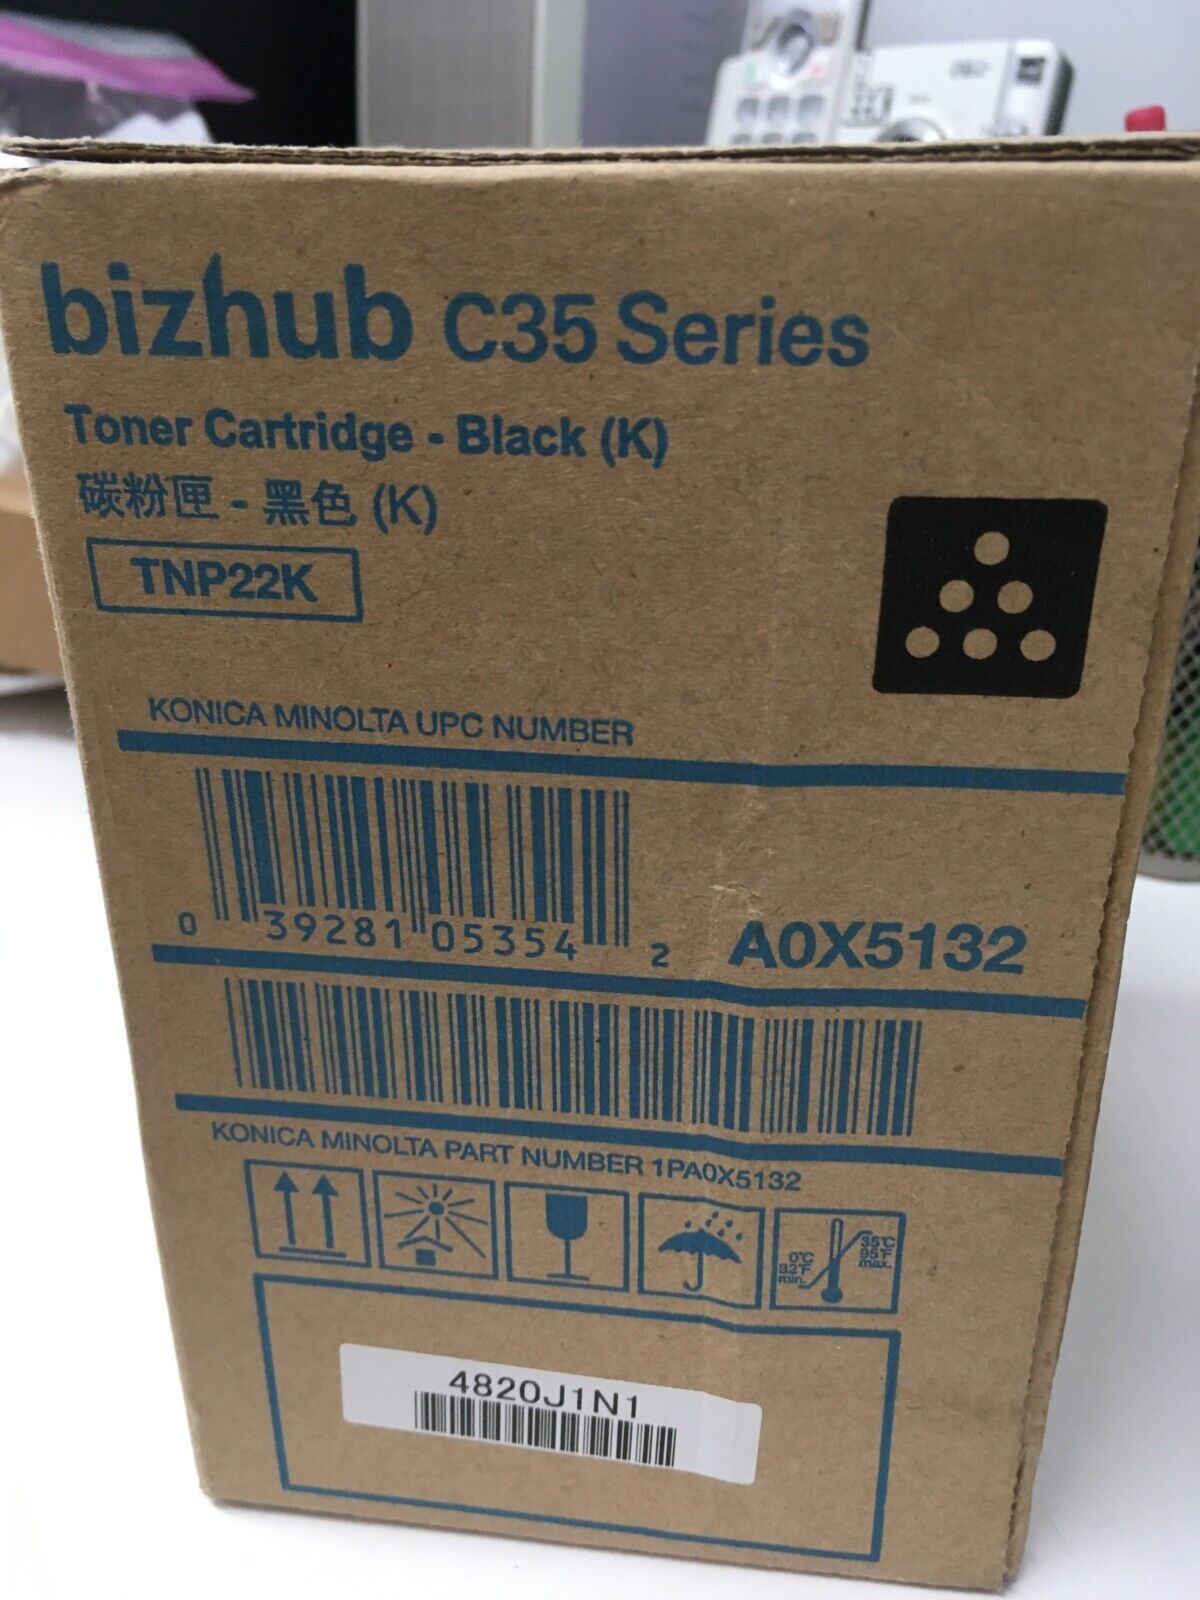 bizhub C35 Series
Toner Cartridge - Black (K)
碳粉匣 - 黑色 (K)
TNP22K
KONICA MINOLTA UPC NUMBER
0 39281 05354 2
A0X5132
KONICA MINOLTA PART NUMBER 1PA0X5132
0°C
32°F
min.
35°C
95°F
max.
4820J1N1